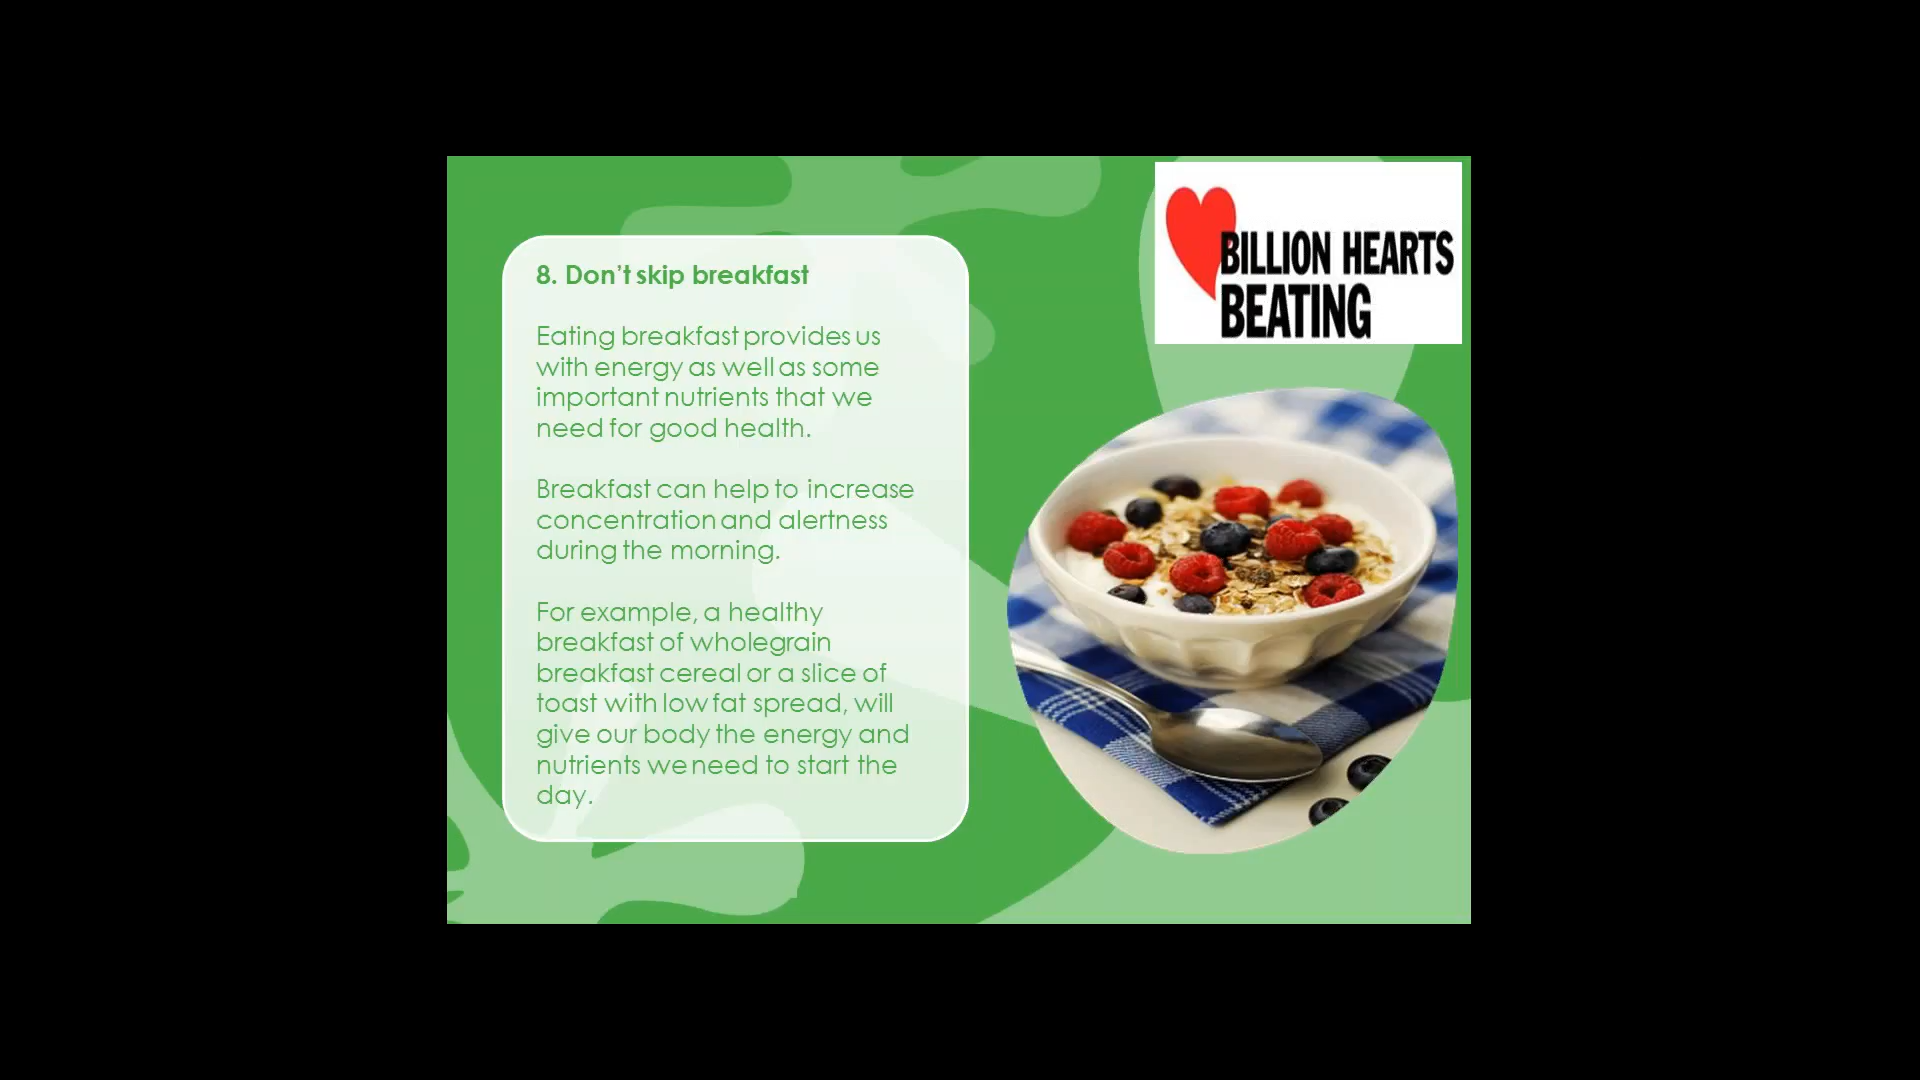 8. Don't skip breakfast
Eating breakfast provides us
with energy as well as some
important nutrients that we
need for good health.
Breakfast can help to increase
concentration and alertness
during the morning.
For example, a healthy
breakfast of wholegrain
breakfast cereal or a slice of
toast with low fat spread, will
give our body the energy and
nutrients we need to start the
day.
BILLION HEARTS
BEATING